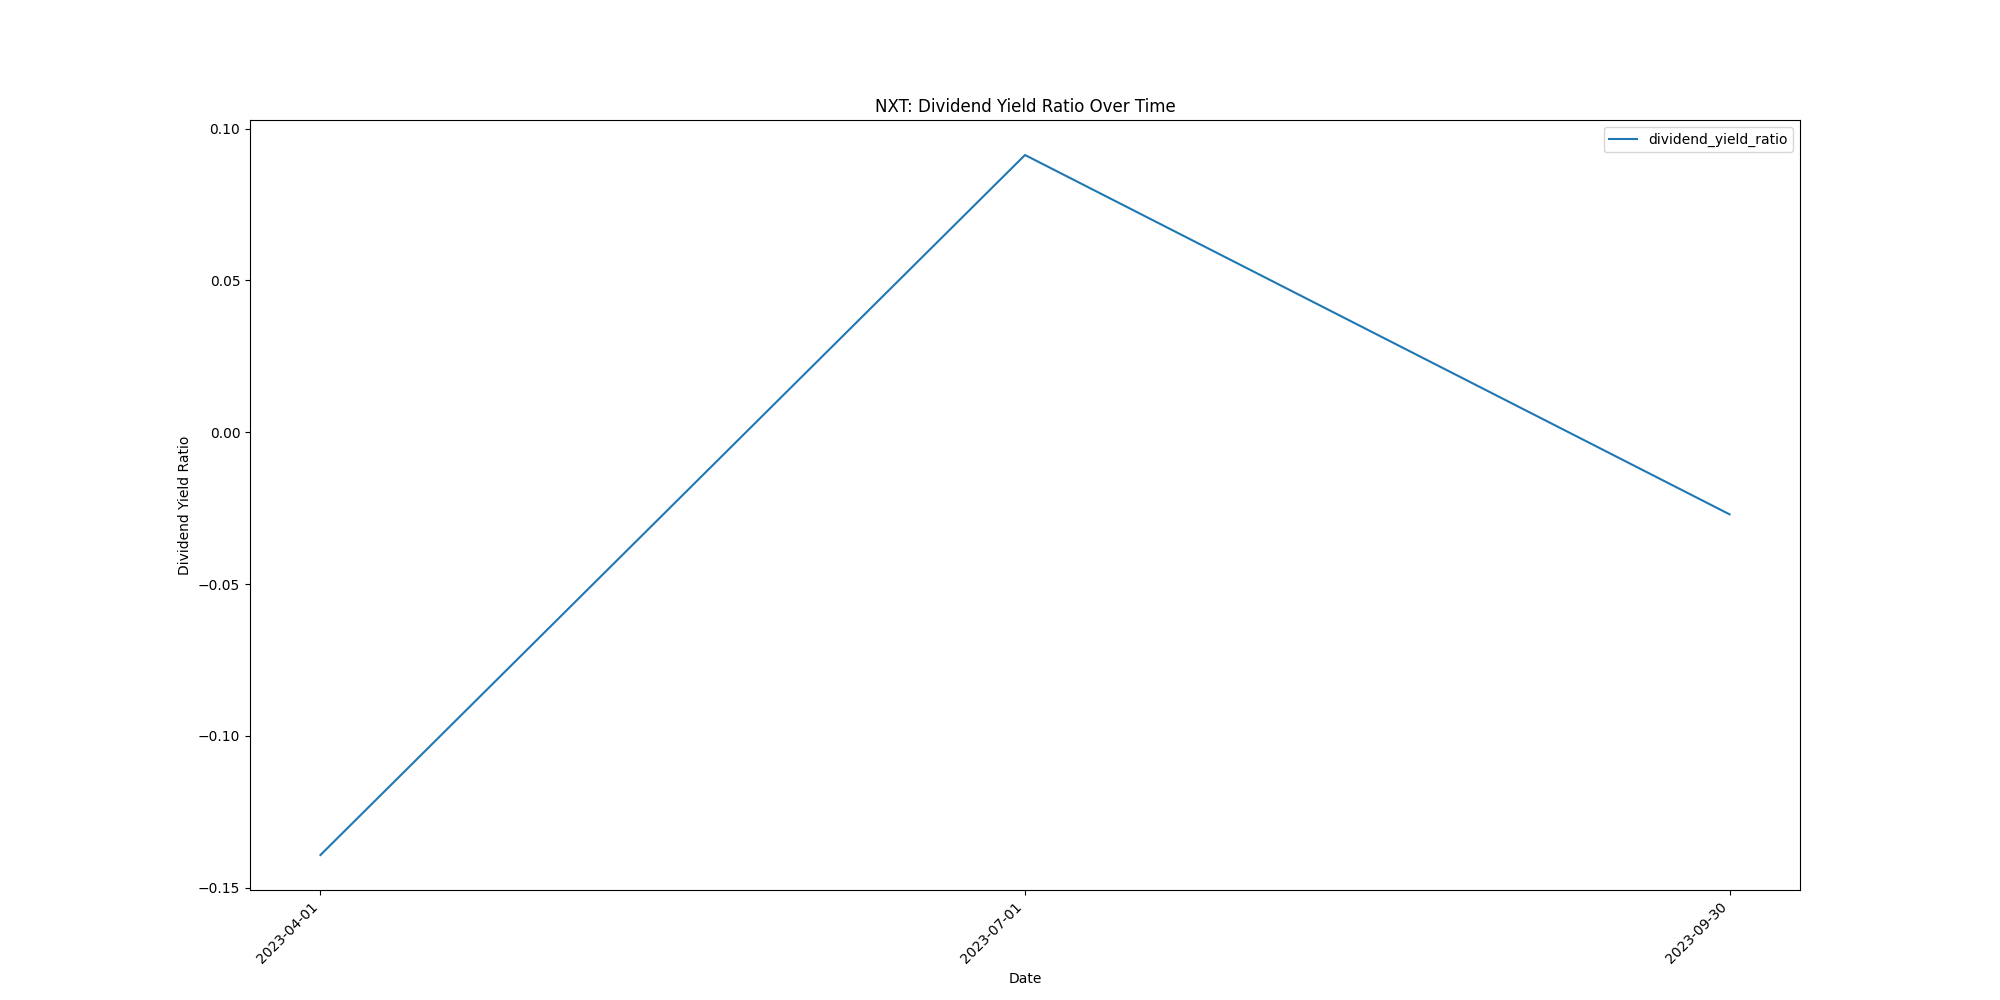 NXT: Dividend Yield Ratio Over Time
dividend_yield_ratio
0.10
0.05
0.00
−0.05
−0.10
−0.15
Dividend Yield Ratio
2023-04-01
2023-07-01
2023-09-30
Date